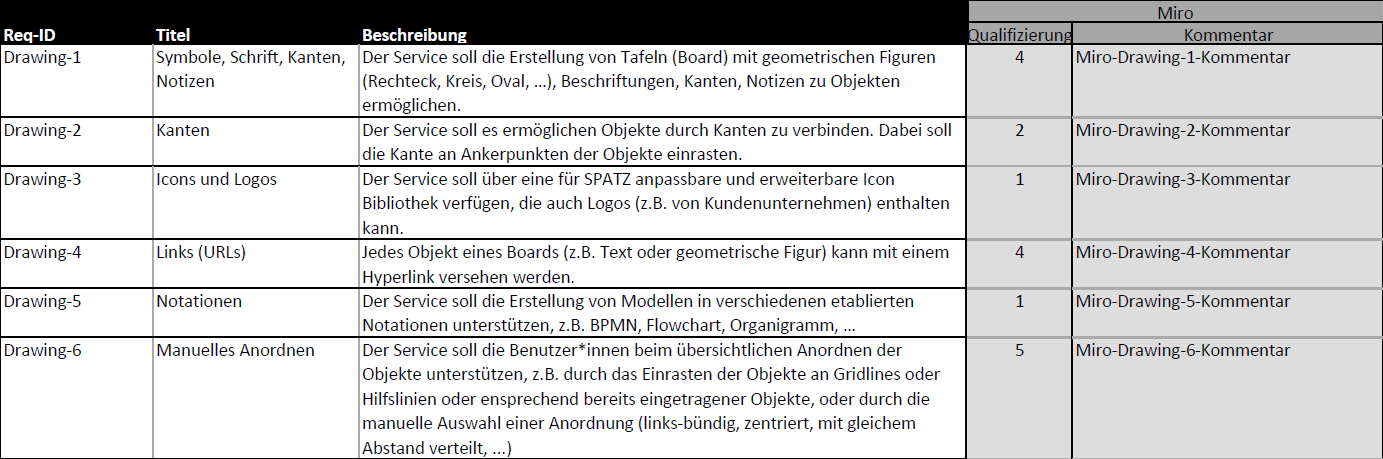 Miro
Req-ID Titel Beschreibung Qualifizierung Kommentar
Drawing-1 Symbole, Schrift, Kanten, Der Service soll die Erstellung von Tafeln (Board) mit geometrischen Figuren 4 Miro-Drawing-1-Kommentar
Notizen (Rechteck, Kreis, Oval, ...), Beschriftungen, Kanten, Notizen zu Objekten
ermöglichen.
Drawing-2 Kanten Der Service soll es ermöglichen Objekte durch Kanten zu verbinden. Dabei soll 2 Miro-Drawing-2-Kommentar
die Kante an Ankerpunkten der Objekte einrasten.
Drawing-3 Icons und Logos Der Service soll über eine für SPATZ anpassbare und erweiterbare Icon 1 Miro-Drawing-3-Kommentar
Bibliothek verfügen, die auch Logos (z.B. von Kundenunternehmen) enthalten
kann.
Drawing-4 Links (URLs) Jedes Objekt eines Boards (z.B. Text oder geometrische Figur) kann mit einem 4 Miro-Drawing-4-Kommentar
Hyperlink versehen werden.
Drawing-5 Notationen Der Service soll die Erstellung von Modellen in verschiedenen etablierten 1 Miro-Drawing-5-Kommentar
Notationen unterstützen, z.B. BPMN, Flowchart, Organigramm, ...
Drawing-6 Manuelles Anordnen Der Service soll die Benutzer*innen beim übersichtlichen Anordnen der 5 Miro-Drawing-6-Kommentar
Objekte unterstützen, z.B. durch das Einrasten der Objekte an Gridlines oder
Hilfslinien oder ensprechend bereits eingetragener Objekte, oder durch die
manuelle Auswahl einer Anordnung (links-bündig, zentriert, mit gleichem
Abstand verteilt, ...)